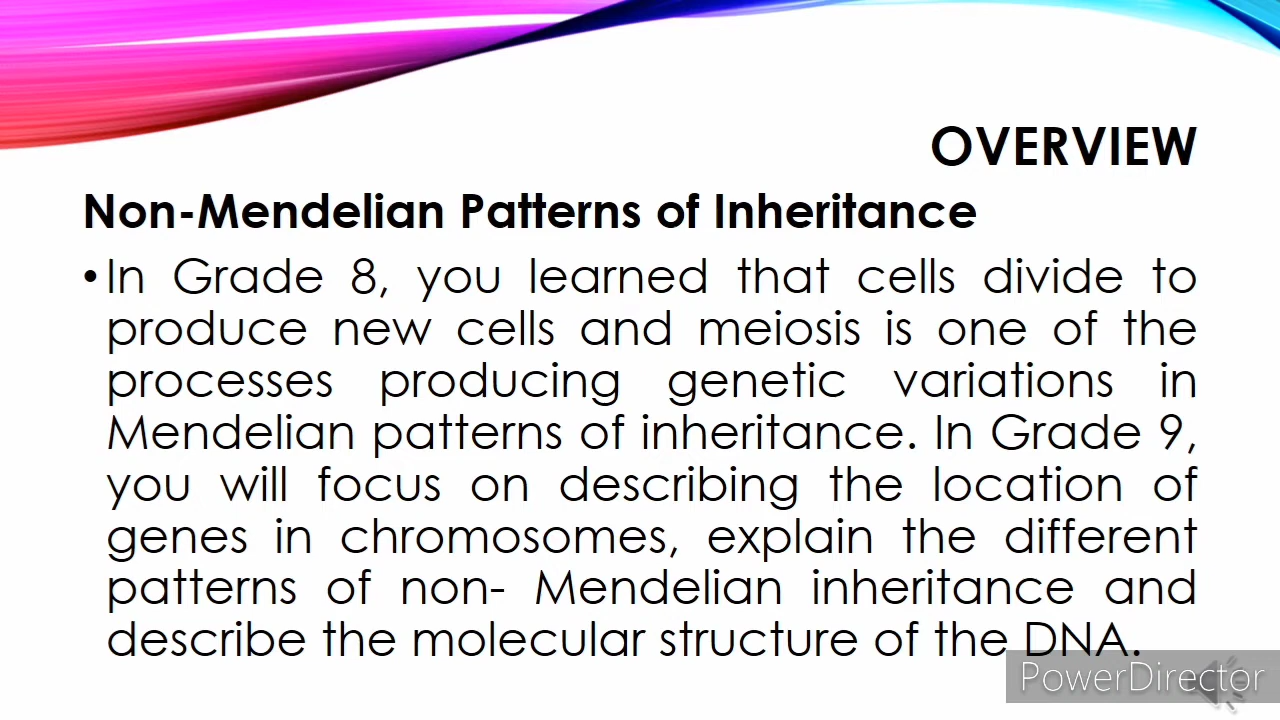 OVERVIEW
Non-Mendelian Patterns of Inheritance
• In Grade 8, you learned that cells divide to
produce new cells and meiosis is one of the
processes producing genetic variations in
Mendelian patterns of inheritance. In Grade 9,
you will focus on describing the location of
genes in chromosomes, explain the different
patterns of non- Mendelian inheritance and
describe the molecular structure of the DNA.
PowerDirector